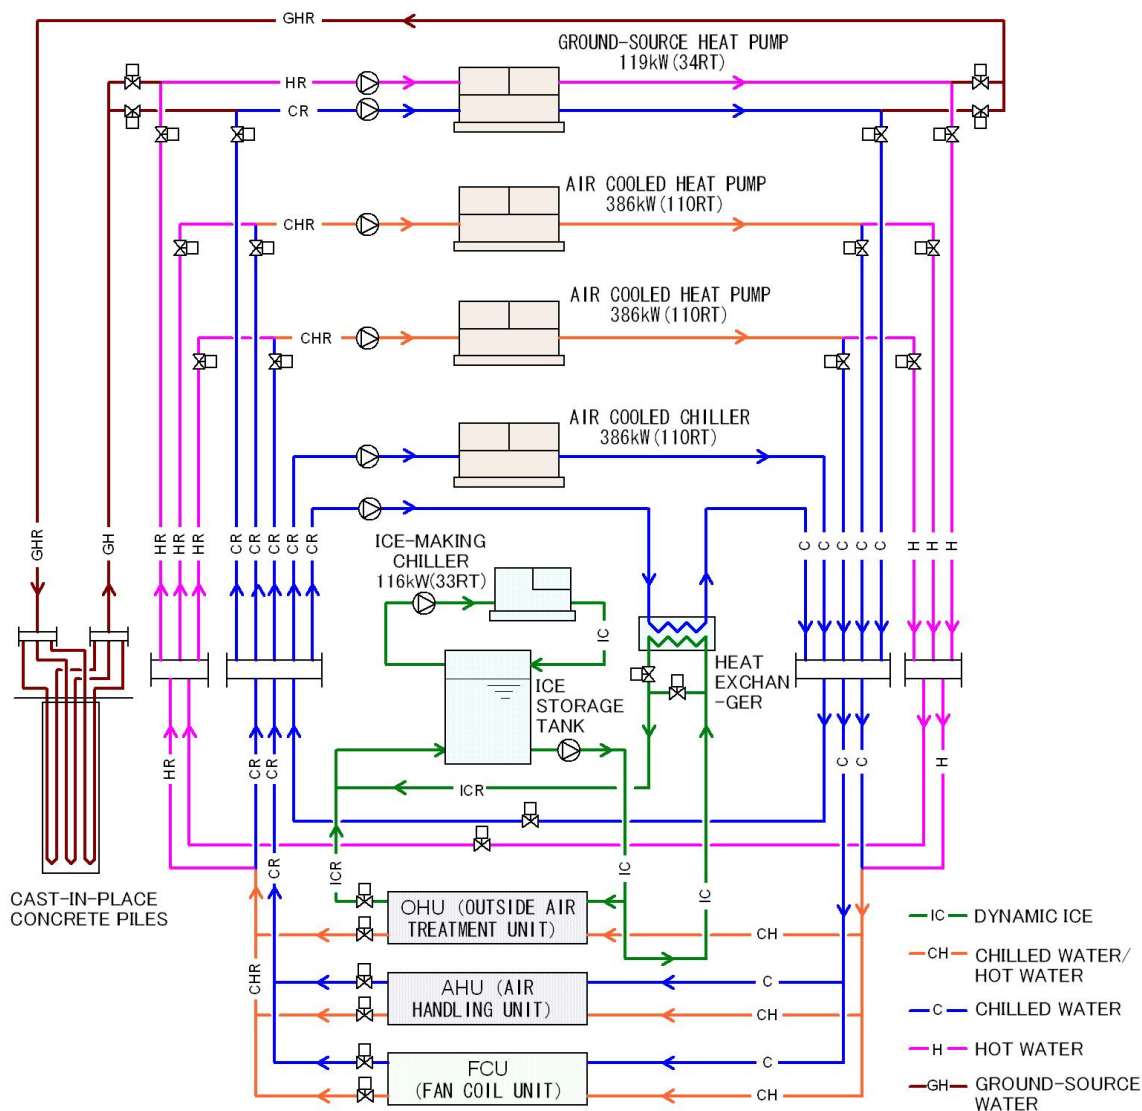 GHR
GROUND-SOURCE HEAT PUMP
119kW(34RT)
HR
CR
AIR COOLED HEAT PUMP
386kW(110RT)
CHR
AIR COOLED HEAT PUMP
386kW(110RT)
CHR
AIR COOLED CHILLER
386kW(110RT)
GHR
GH
HR
HR
HR
CR
CR
CR
CR
CR
C
C
C
C
C
H
H
H
ICE-MAKING
CHILLER
116kW(33RT)
IC
ICE
STORAGE
TANK
HEAT
EXCHAN
-GER
HR
CR
CR
C
C
H
ICR
ICR
CR
IC
IC
CAST-IN-PLACE
CONCRETE PILES
OHU (OUTSIDE AIR
TREATMENT UNIT)
CH
CHR
AHU (AIR
HANDLING UNIT)
C
CH
FCU
(FAN COIL UNIT)
C
CH
IC DYNAMIC ICE
CH CHILLED WATER/
HOT WATER
C CHILLED WATER
H HOT WATER
GH GROUND-SOURCE
WATER